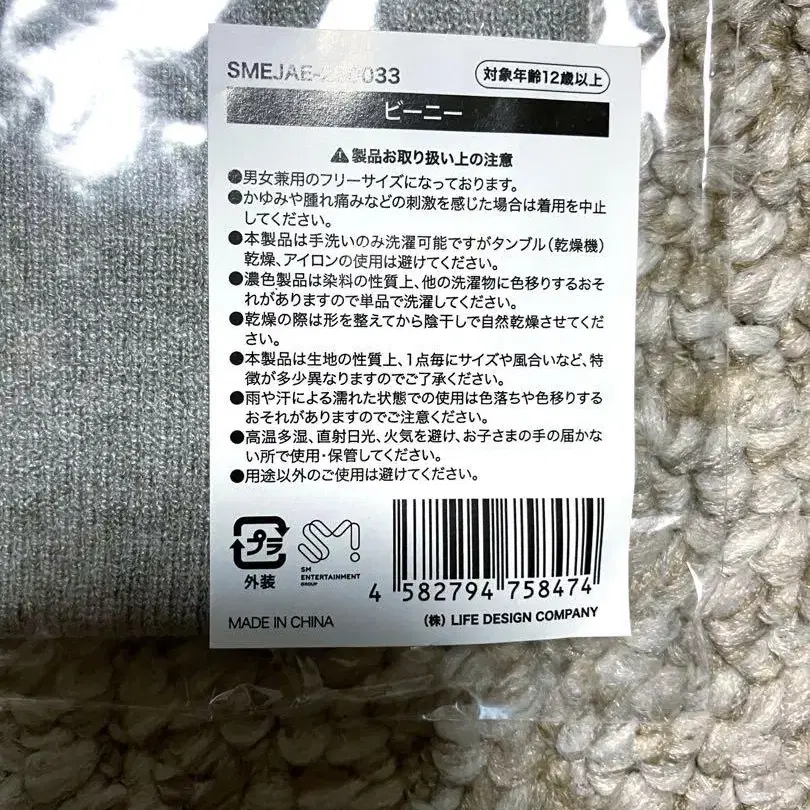 対象年齢12歳以上
ビーニー
⚠製品お取り扱い上の注意
●男女兼用のフリーサイズになっております。
●かゆみや腫れ痛みなどの刺激を感じた場合は着用を中止
してください。
●本製品は手洗いのみ洗濯可能ですがタンブル(乾燥機)
乾燥、アイロンの使用は避けてください。
●濃色製品は染料の性質上、他の洗濯物に色移りするおそ
れがありますので単品で洗濯してください。
●乾燥の際は形を整えてから陰干しで自然乾燥させてくだ
さい。
●本製品は生地の性質上、1点毎にサイズや風合いなど、特
徴が多少異なりますのでご了承ください。
●雨や汗による濡れた状態での使用は色落ちや色移りする
おそれがありますのでご注意ください。
●高温多湿、直射日光、火気を避け、お子さまの手の届かな
い所で使用・保管してください。
●用途以外のご使用は避けてください。
プラ
外装
SM
SM
ENTERTAINMENT
GROUP
4 582794 758474
MADE IN CHINA
(株) LIFE DESIGN COMPANY